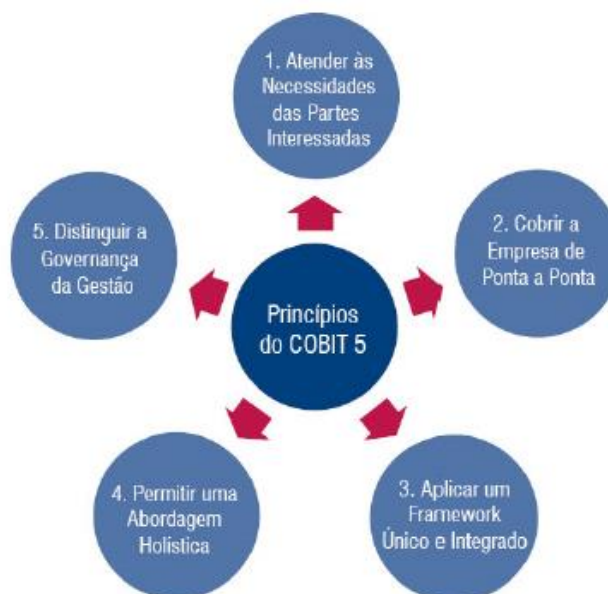 1. Atender às
Necessidades
das Partes
Interessadas
5. Distinguir a
Governança
da Gestão
2. Cobrir a
Empresa de
Ponta a Ponta
Princípios
do COBIT 5
4. Permitir uma
Abordagem
Holistica
3. Aplicar um
Framework
Único e Integrado